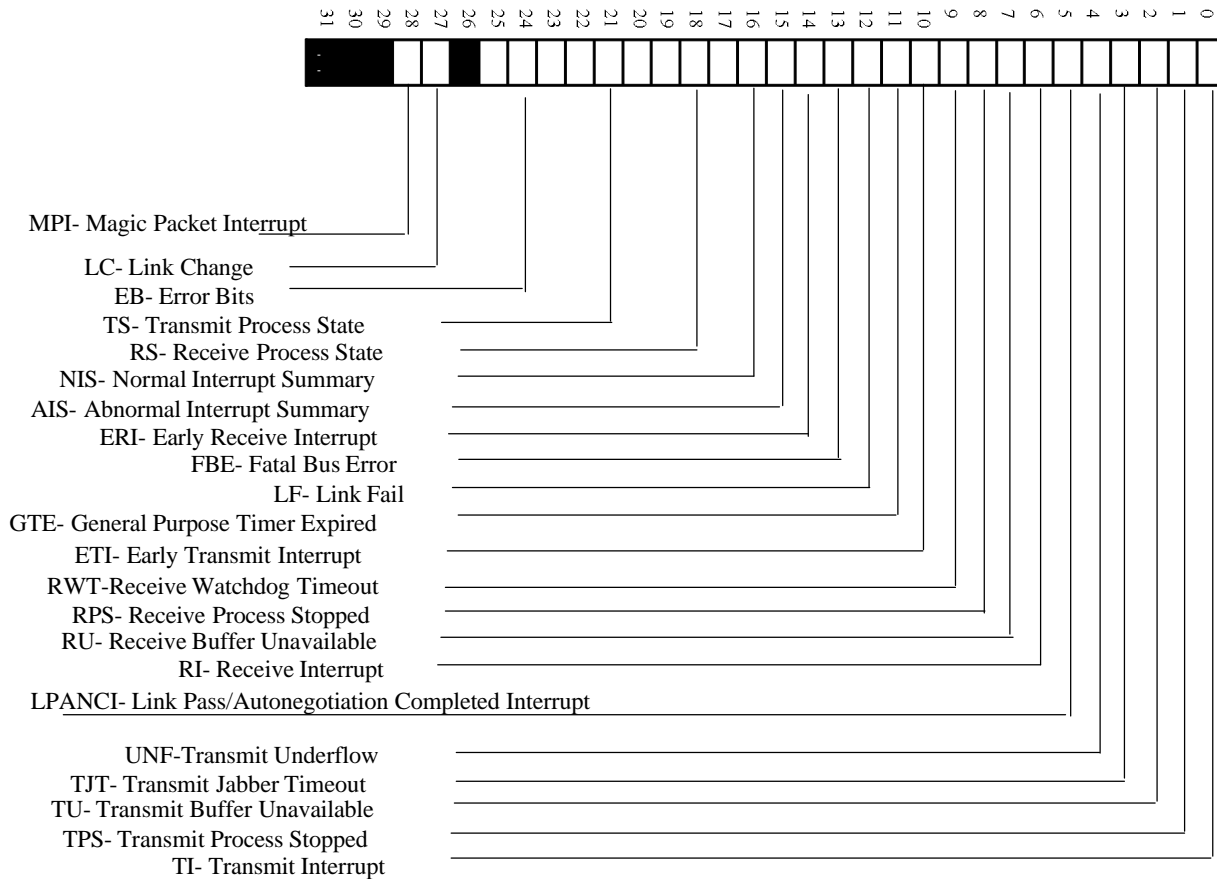 31 30 29 28 27 26 25 24 23 22 21 20 19 18 17 16 15 14 13 12 11 10 9 8 7 6 5 4 3 2 1 0
MPI- Magic Packet Interrupt
LC- Link Change
EB- Error Bits
TS- Transmit Process State
RS- Receive Process State
NIS- Normal Interrupt Summary
AIS- Abnormal Interrupt Summary
ERI- Early Receive Interrupt
FBE- Fatal Bus Error
LF- Link Fail
GTE- General Purpose Timer Expired
ETI- Early Transmit Interrupt
RWT-Receive Watchdog Timeout
RPS- Receive Process Stopped
RU- Receive Buffer Unavailable
RI- Receive Interrupt
LPANCI- Link Pass/Autonegotiation Completed Interrupt
UNF-Transmit Underflow
TJT- Transmit Jabber Timeout
TU- Transmit Buffer Unavailable
TPS- Transmit Process Stopped
TI- Transmit Interrupt